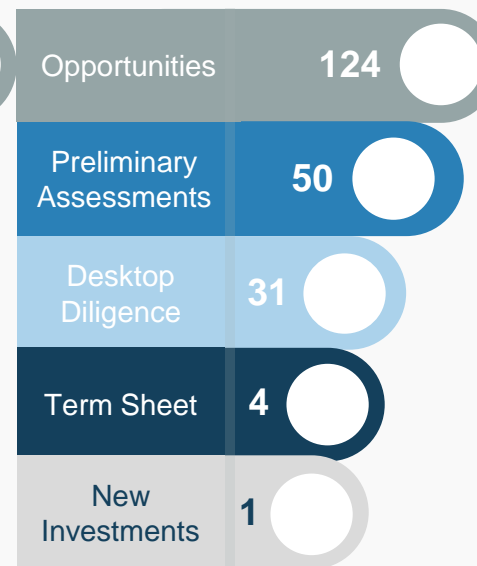 Opportunities 124
Preliminary
Assessments 50
Desktop
Diligence 31
Term Sheet 4
New
Investments 1